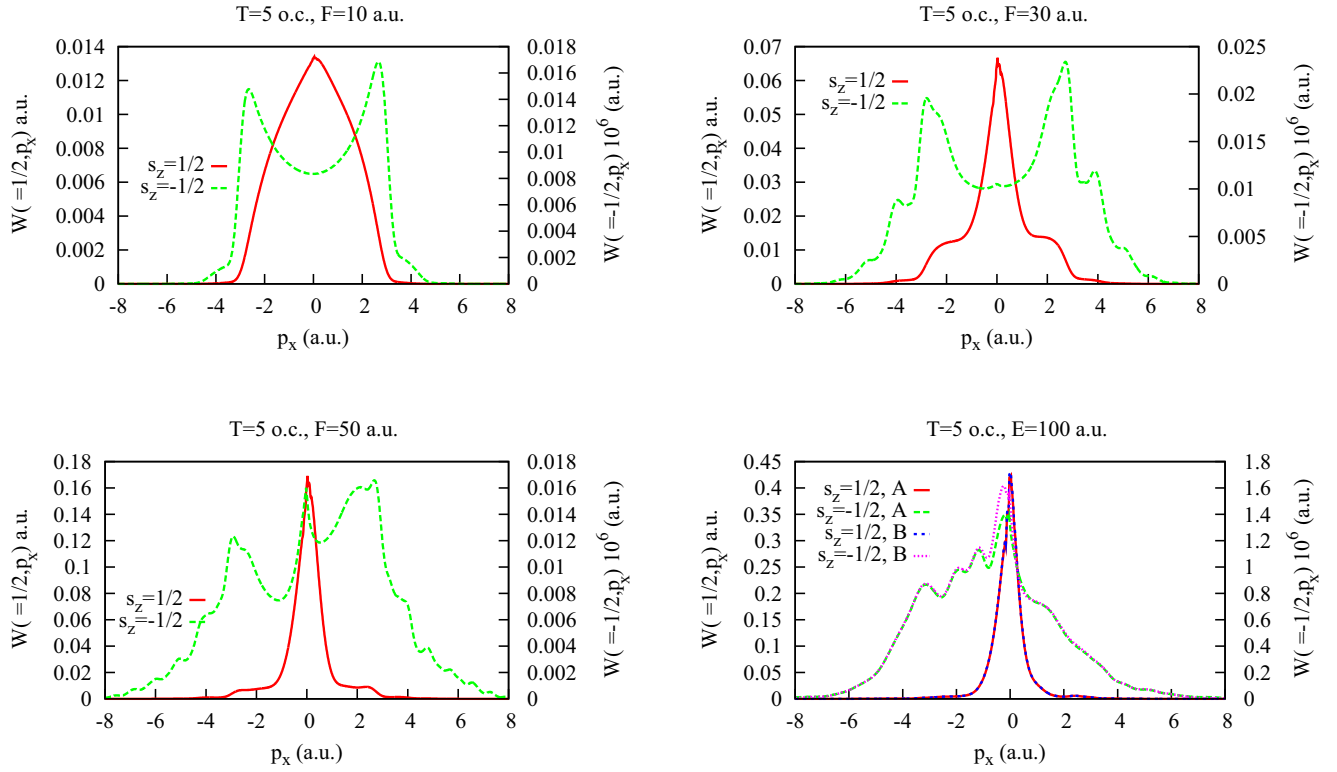 T=5 o.c., F=10 a.u.
W( =1/2,p_x) a.u.
0.014
0.012
0.01
0.008
0.006
0.004
0.002
0
s_z=1/2
s_z=-1/2
0.018
0.016
0.014
0.012
0.01
0.008
0.006
0.004
0.002
0
W( =-1/2,p_x) 10^6 (a.u.)
-8 -6 -4 -2 0 2 4 6 8
p_x (a.u.)
T=5 o.c., F=30 a.u.
W( =1/2,p_x) a.u.
0.07
0.06
0.05
0.04
0.03
0.02
0.01
0
s_z=1/2
s_z=-1/2
0.025
0.02
0.015
0.01
0.005
0
W( =-1/2,p_x) 10^6 (a.u.)
-8 -6 -4 -2 0 2 4 6 8
p_x (a.u.)
T=5 o.c., F=50 a.u.
W( =1/2,p_x) a.u.
0.18
0.16
0.14
0.12
0.1
0.08
0.06
0.04
0.02
0
s_z=1/2
s_z=-1/2
0.018
0.016
0.014
0.012
0.01
0.008
0.006
0.004
0.002
0
W( =-1/2,p_x) 10^6 (a.u.)
-8 -6 -4 -2 0 2 4 6 8
p_x (a.u.)
T=5 o.c., E=100 a.u.
W( =1/2,p_x) a.u.
0.45
0.4
0.35
0.3
0.25
0.2
0.15
0.1
0.05
0
s_z=1/2, A
s_z=-1/2, A
s_z=1/2, B
s_z=-1/2, B
1.8
1.6
1.4
1.2
1
0.8
0.6
0.4
0.2
0
W( =-1/2,p_x) 10^6 (a.u.)
-8 -6 -4 -2 0 2 4 6 8
p_x (a.u.)